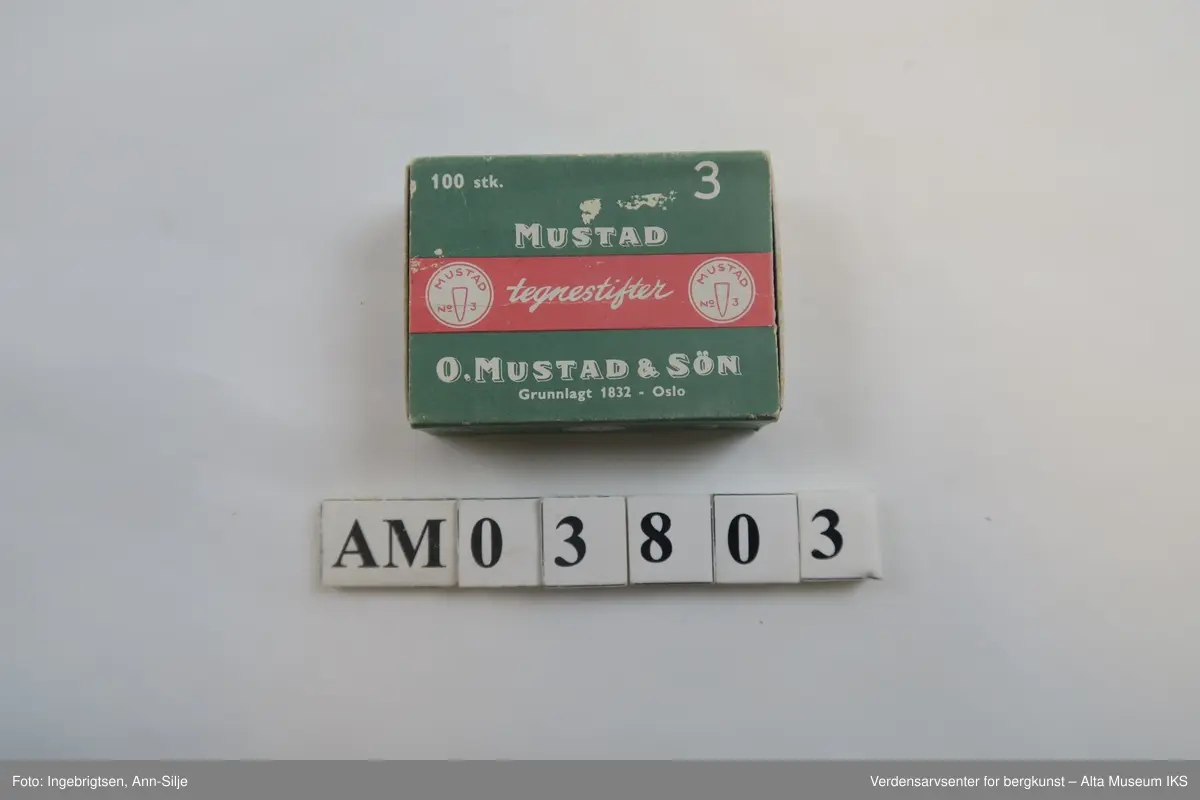 100 stk. 3
MUSTAD
MUSTAD No 3 tegnestifter MUSTAD No 3
O. MUSTAD & SÖN
Grunnlagt 1832 - Oslo
AM 0 3 8 0 3
Foto: Ingebrigtsen, Ann-Silje Verdensarvsenter for bergkunst – Alta Museum IKS